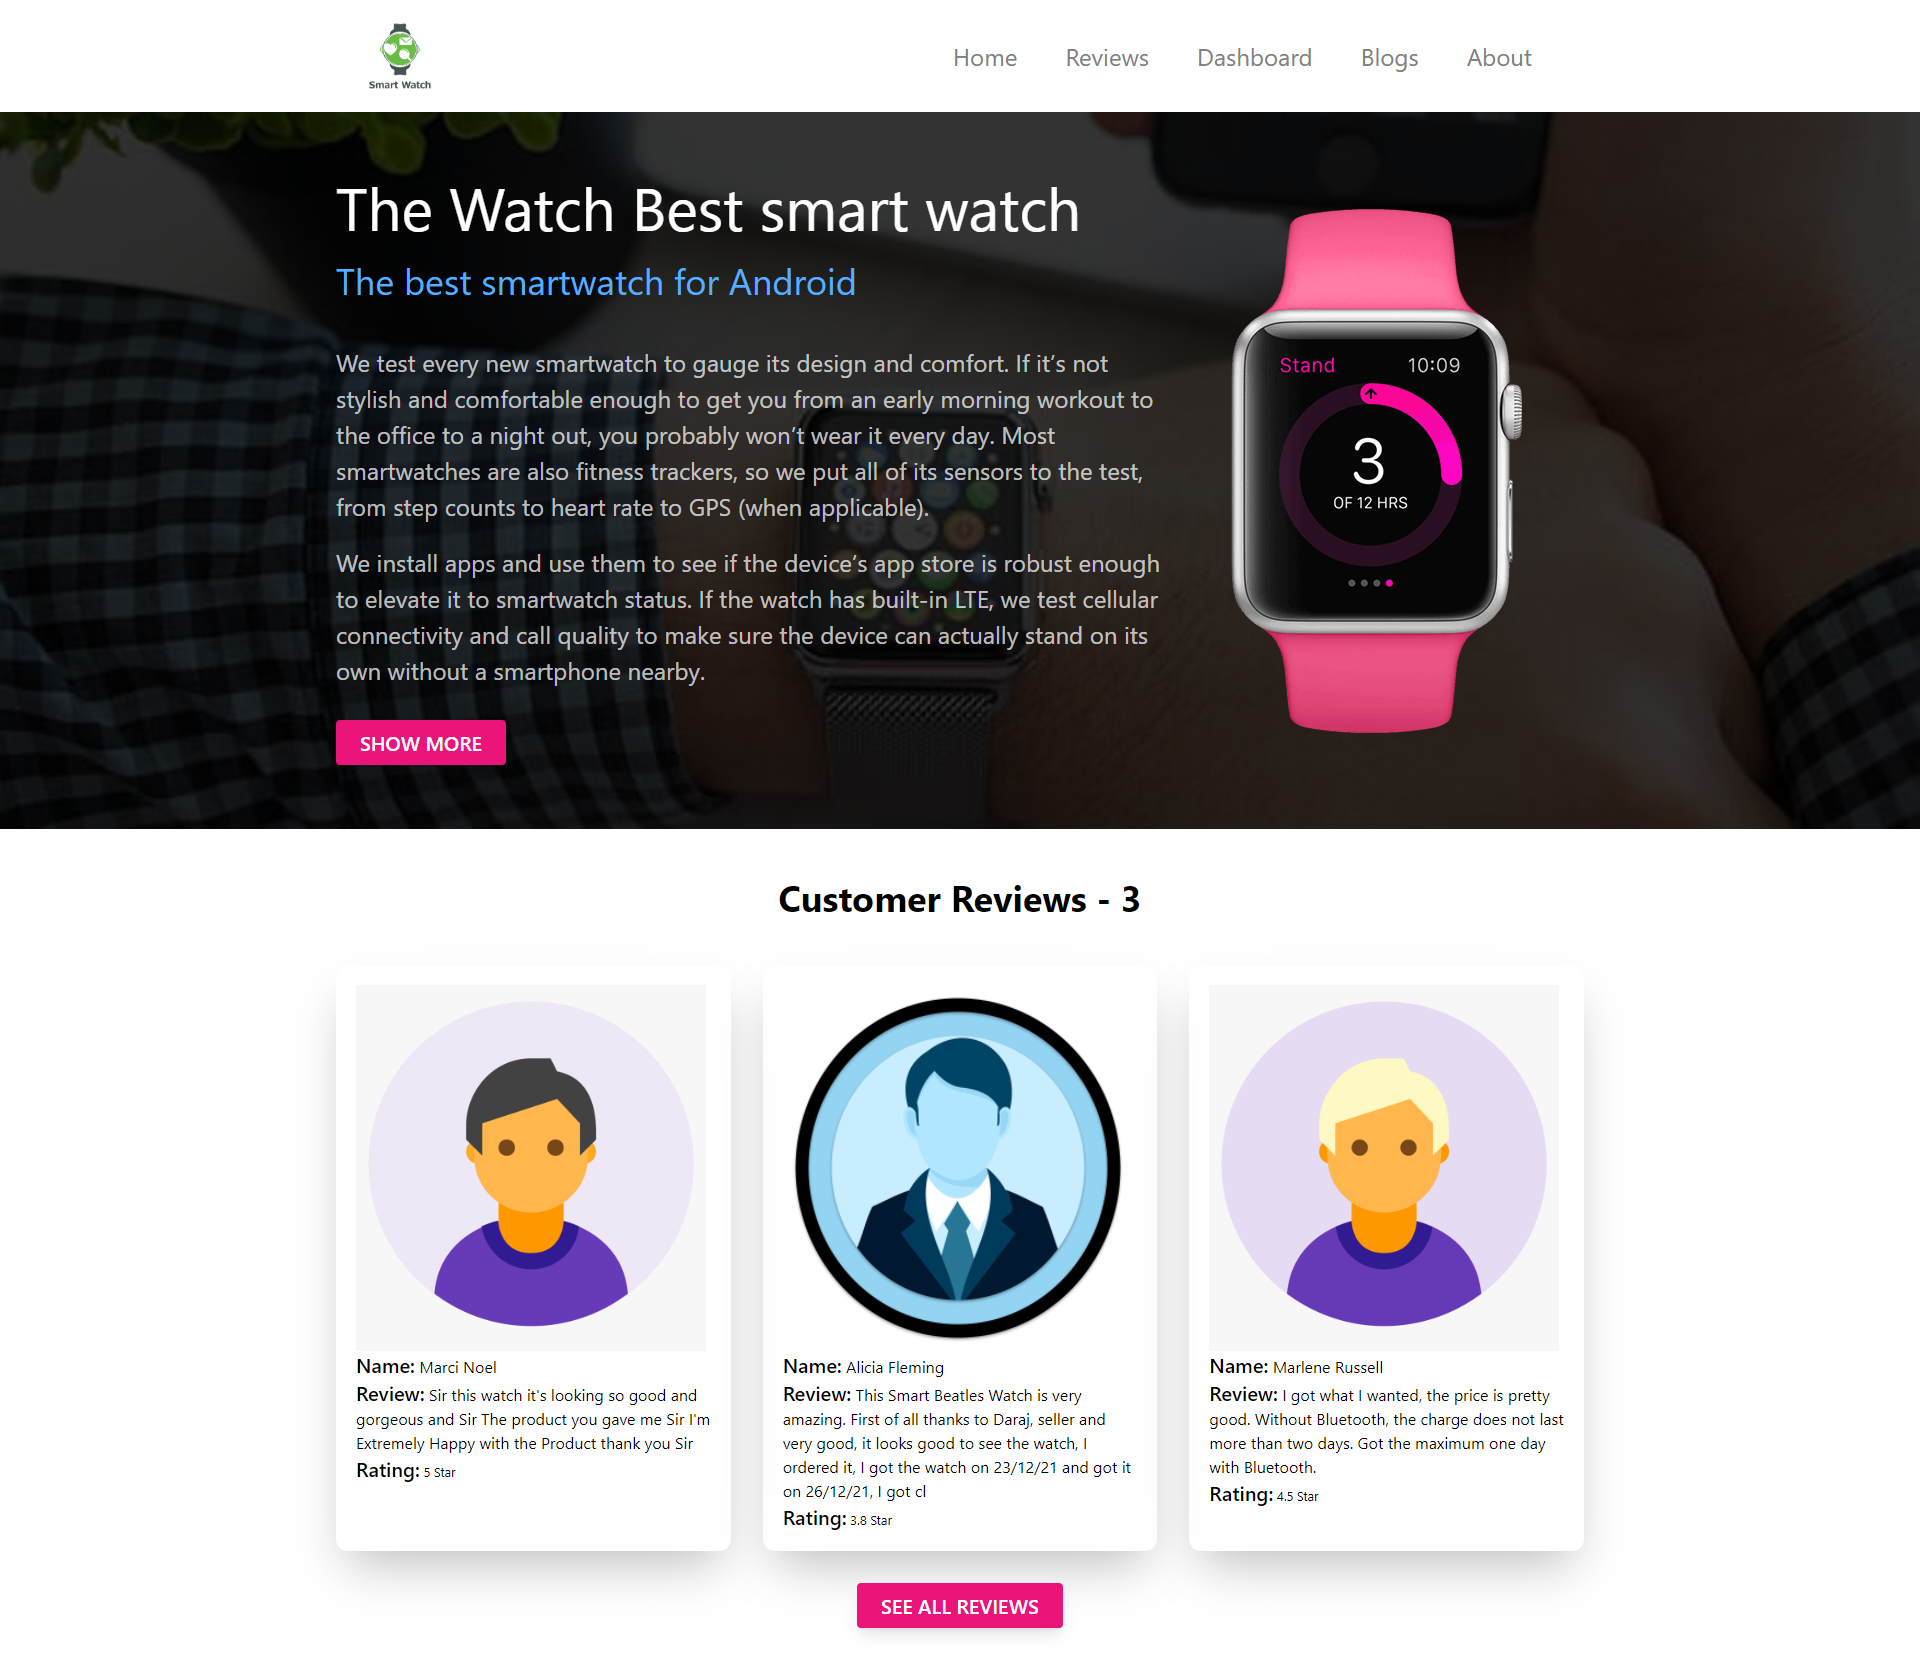 Smart Watch
Home Reviews Dashboard Blogs About
The Watch Best smart watch
The best smartwatch for Android
We test every new smartwatch to gauge its design and comfort. If it’s not
stylish and comfortable enough to get you from an early morning workout to
the office to a night out, you probably won’t wear it every day. Most
smartwatches are also fitness trackers, so we put all of its sensors to the test,
from step counts to heart rate to GPS (when applicable).
We install apps and use them to see if the device’s app store is robust enough
to elevate it to smartwatch status. If the watch has built-in LTE, we test cellular
connectivity and call quality to make sure the device can actually stand on its
own without a smartphone nearby.
SHOW MORE
Stand 10:09
3
OF 12 HRS
Customer Reviews - 3
Name: Marci Noel
Review: Sir this watch it's looking so good and
gorgeous and Sir The product you gave me Sir I'm
Extremely Happy with the Product thank you Sir
Rating: 5 Star
Name: Alicia Fleming
Review: This Smart Beatles Watch is very
amazing. First of all thanks to Daraj, seller and
very good, it looks good to see the watch, I
ordered it, I got the watch on 23/12/21 and got it
on 26/12/21, I got cl
Rating: 3.8 Star
Name: Marlene Russell
Review: I got what I wanted, the price is pretty
good. Without Bluetooth, the charge does not last
more than two days. Got the maximum one day
with Bluetooth.
Rating: 4.5 Star
SEE ALL REVIEWS